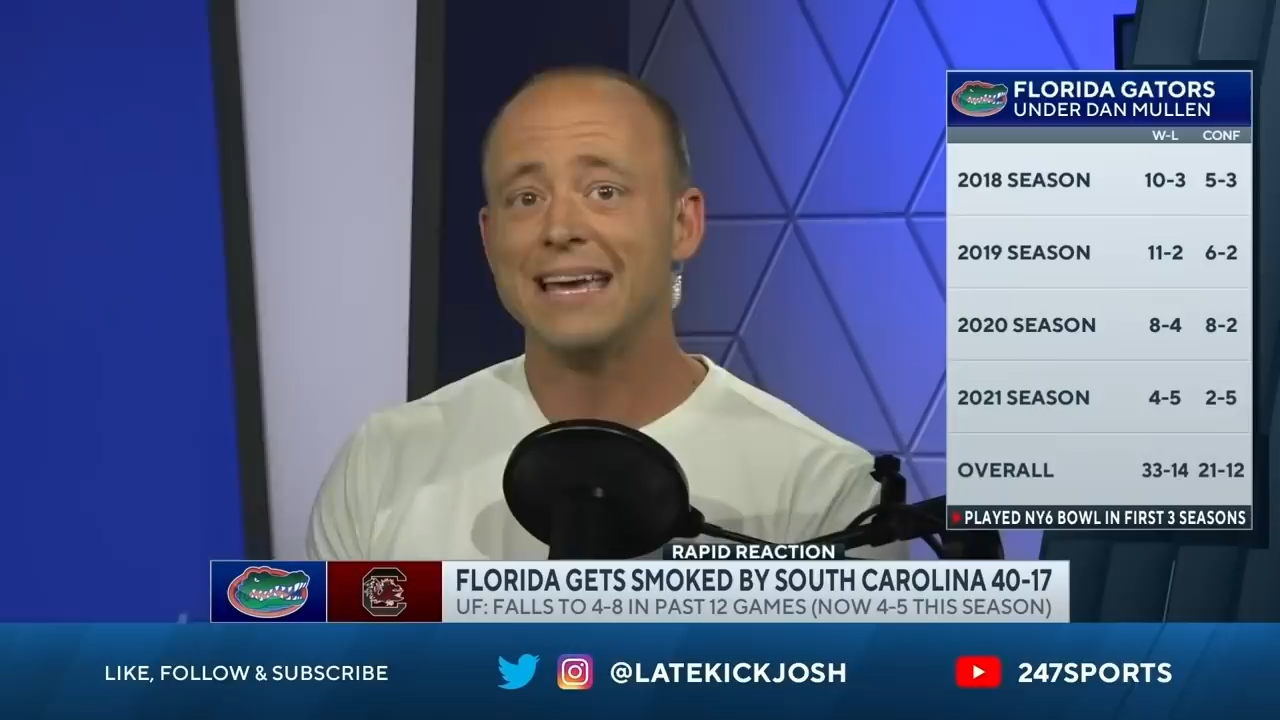 FLORIDA GATORS
UNDER DAN MULLEN
W-L CONF
2018 SEASON 10-3 5-3
2019 SEASON 11-2 6-2
2020 SEASON 8-4 8-2
2021 SEASON 4-5 2-5
OVERALL 33-14 21-12
PLAYED NY6 BOWL IN FIRST 3 SEASONS
RAPID REACTION
FLORIDA GETS SMOKED BY SOUTH CAROLINA 40-17
UF: FALLS TO 4-8 IN PAST 12 GAMES (NOW 4-5 THIS SEASON)
LIKE, FOLLOW & SUBSCRIBE @LATEKICKJOSH 247SPORTS